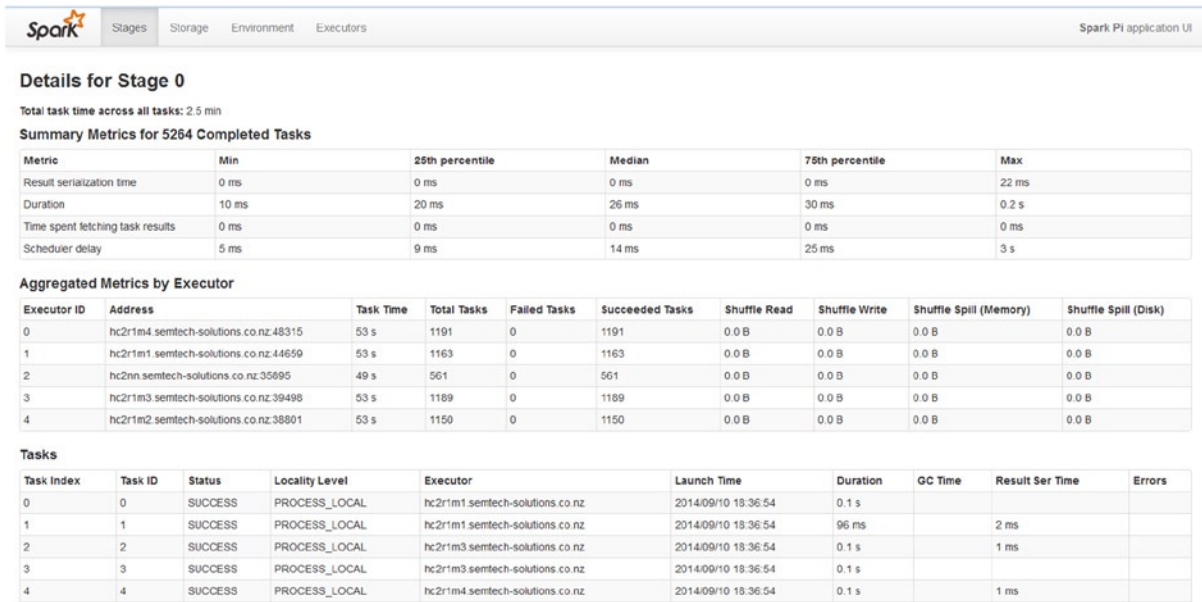 Spark Stages Storage Environment Executors Spark Pi application UI
Details for Stage 0
Total task time across all tasks: 2.5 min
Summary Metrics for 5264 Completed Tasks
Metric Min 25th percentile Median 75th percentile Max
Result serialization time 0 ms 0 ms 0 ms 0 ms 22 ms
Duration 10 ms 20 ms 26 ms 30 ms 0.2 s
Time spent fetching task results 0 ms 0 ms 0 ms 0 ms 0 ms
Scheduler delay 5 ms 9 ms 14 ms 25 ms 3 s
Aggregated Metrics by Executor
Executor ID Address Task Time Total Tasks Failed Tasks Succeeded Tasks Shuffle Read Shuffle Write Shuffle Spill (Memory) Shuffle Spill (Disk)
0 hc2r1m4.semtech-solutions.co.nz:48315 53 s 1191 0 1191 0.0 B 0.0 B 0.0 B 0.0 B
1 hc2r1m1.semtech-solutions.co.nz:44659 53 s 1163 0 1163 0.0 B 0.0 B 0.0 B 0.0 B
2 hc2nn.semtech-solutions.co.nz:35895 49 s 561 0 561 0.0 B 0.0 B 0.0 B 0.0 B
3 hc2r1m3.semtech-solutions.co.nz:39498 53 s 1189 0 1189 0.0 B 0.0 B 0.0 B 0.0 B
4 hc2r1m2.semtech-solutions.co.nz:38801 53 s 1150 0 1150 0.0 B 0.0 B 0.0 B 0.0 B
Tasks
Task Index Task ID Status Locality Level Executor Launch Time Duration GC Time Result Ser Time Errors
0 0 SUCCESS PROCESS_LOCAL hc2r1m1.semtech-solutions.co.nz 2014/09/10 18:36:54 0.1 s
1 1 SUCCESS PROCESS_LOCAL hc2r1m1.semtech-solutions.co.nz 2014/09/10 18:36:54 96 ms 2 ms
2 2 SUCCESS PROCESS_LOCAL hc2r1m3.semtech-solutions.co.nz 2014/09/10 18:36:54 0.1 s 1 ms
3 3 SUCCESS PROCESS_LOCAL hc2r1m3.semtech-solutions.co.nz 2014/09/10 18:36:54 0.1 s
4 4 SUCCESS PROCESS_LOCAL hc2r1m4.semtech-solutions.co.nz 2014/09/10 18:36:54 0.1 s 1 ms